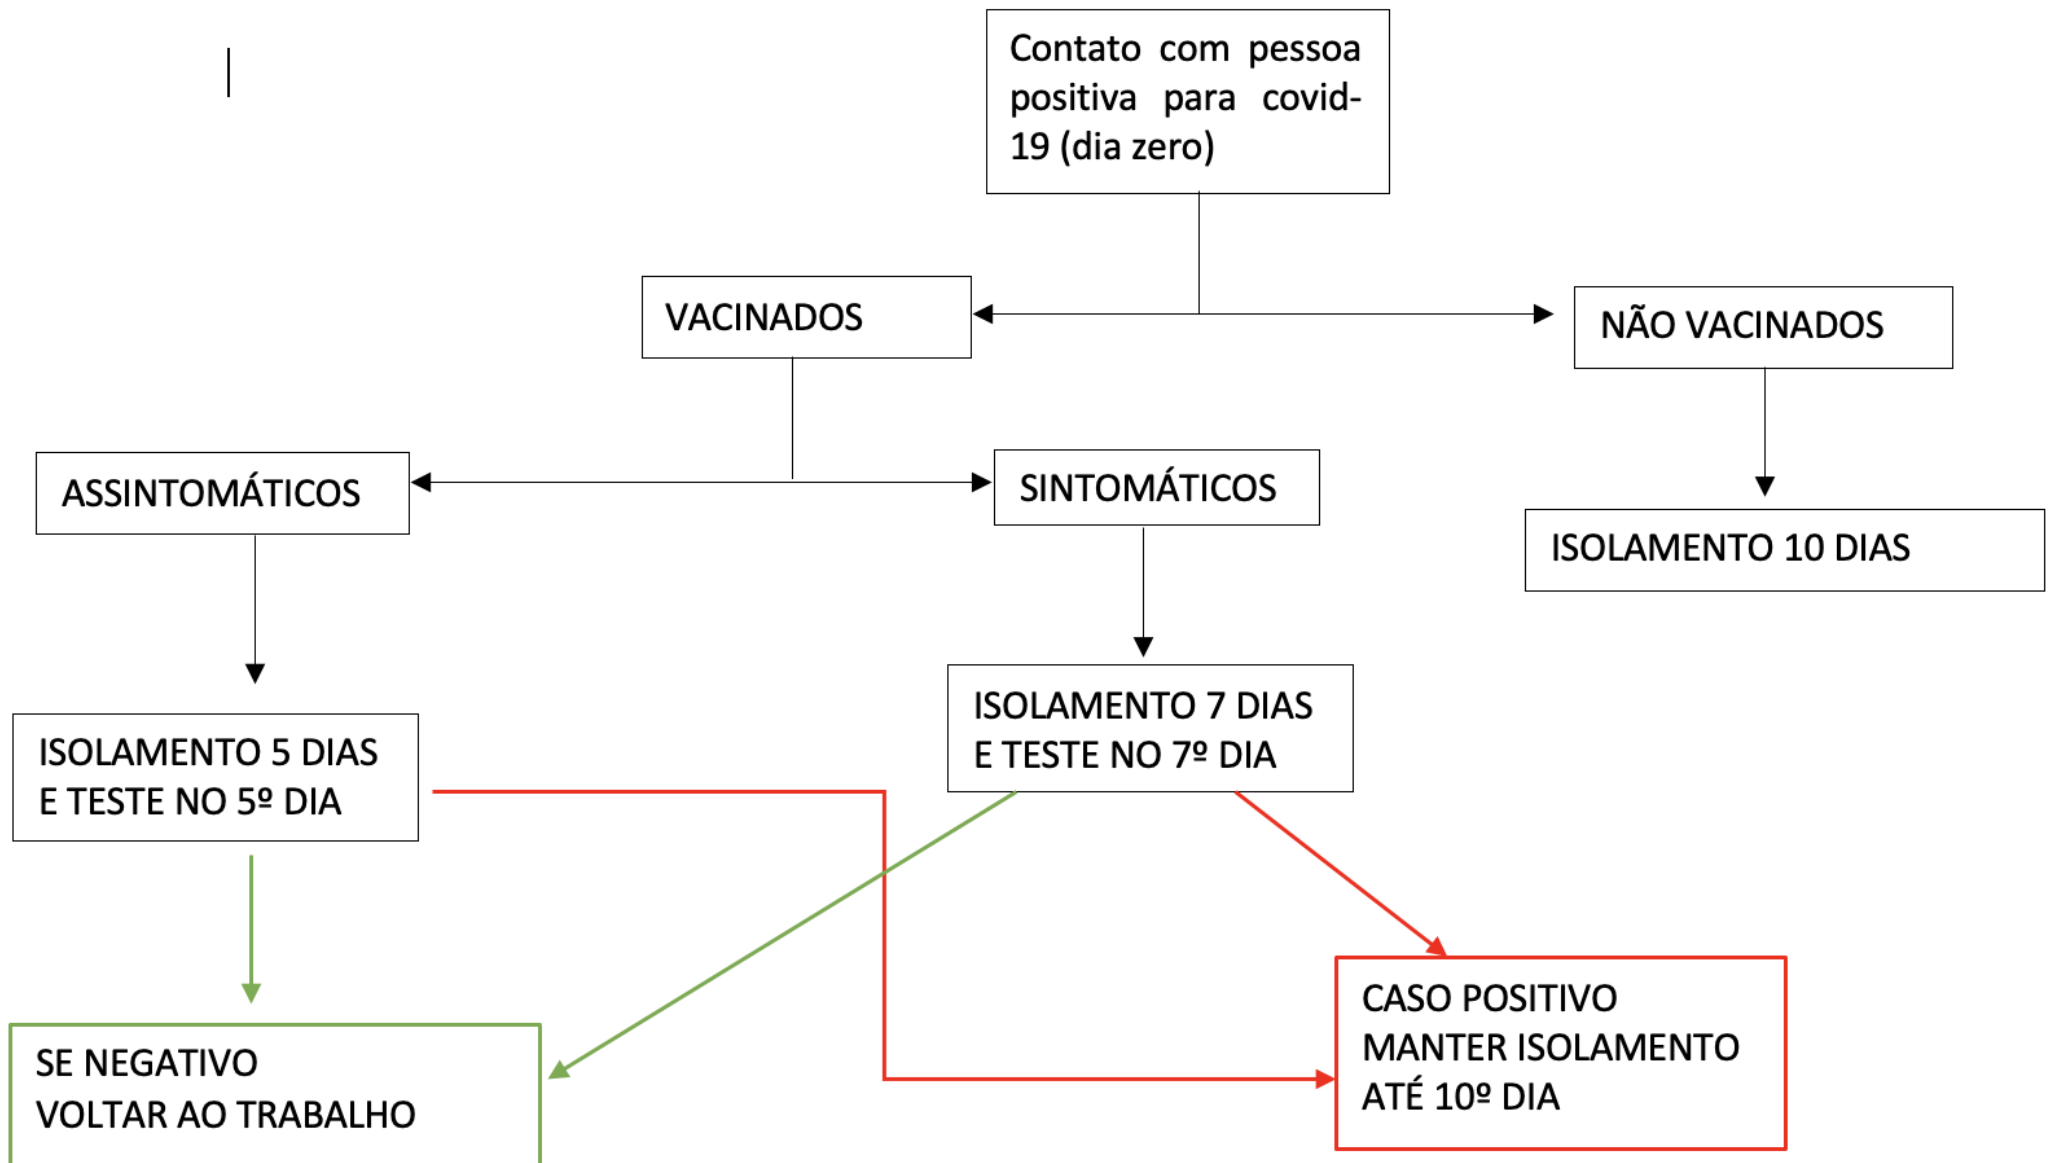 Contato com pessoa
positiva para covid-
19 (dia zero)
VACINADOS
NÃO VACINADOS
ASSINTOMÁTICOS
SINTOMÁTICOS
ISOLAMENTO 10 DIAS
ISOLAMENTO 5 DIAS
E TESTE NO 5º DIA
ISOLAMENTO 7 DIAS
E TESTE NO 7º DIA
SE NEGATIVO
VOLTAR AO TRABALHO
CASO POSITIVO
MANTER ISOLAMENTO
ATÉ 10º DIA